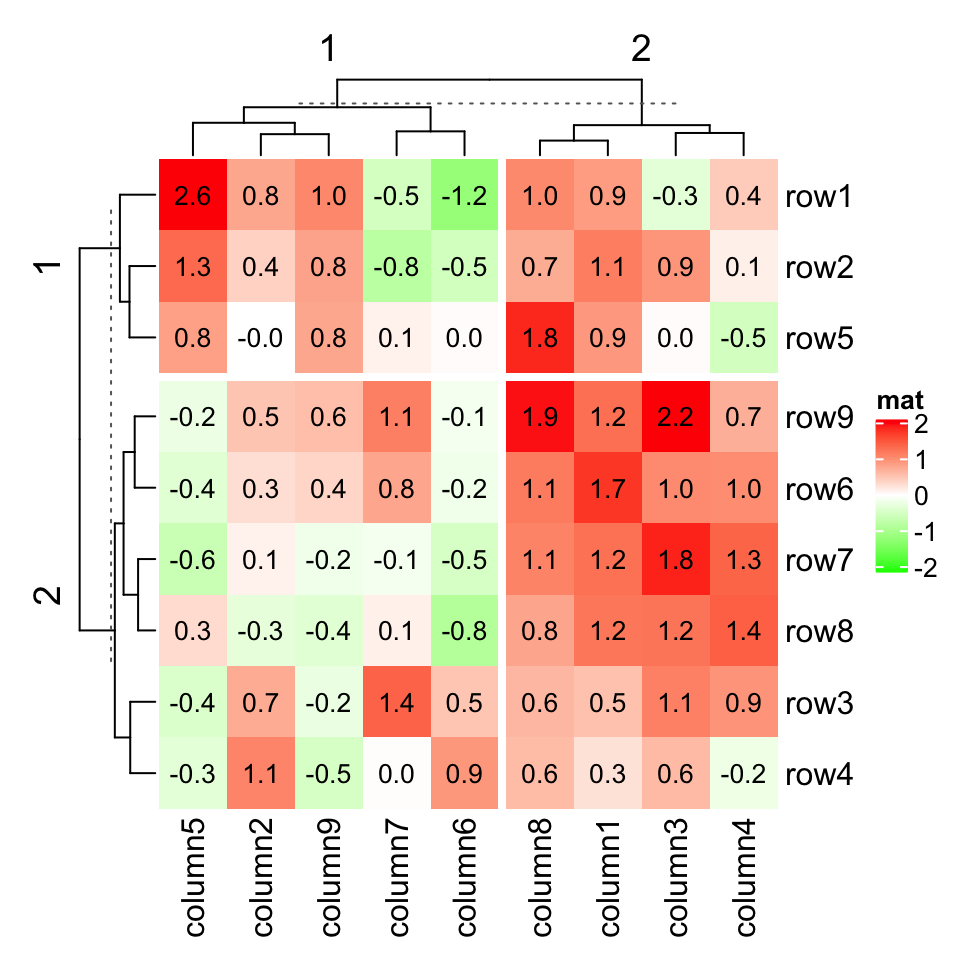 1 2
1
2.6 0.8 1.0 -0.5 -1.2 1.0 0.9 -0.3 0.4 row1
1.3 0.4 0.8 -0.8 -0.5 0.7 1.1 0.9 0.1 row2
0.8 -0.0 0.8 0.1 0.0 1.8 0.9 0.0 -0.5 row5
2
-0.2 0.5 0.6 1.1 -0.1 1.9 1.2 2.2 0.7 row9
-0.4 0.3 0.4 0.8 -0.2 1.1 1.7 1.0 1.0 row6
-0.6 0.1 -0.2 -0.1 -0.5 1.1 1.2 1.8 1.3 row7
0.3 -0.3 -0.4 0.1 -0.8 0.8 1.2 1.2 1.4 row8
-0.4 0.7 -0.2 1.4 0.5 0.6 0.5 1.1 0.9 row3
-0.3 1.1 -0.5 0.0 0.9 0.6 0.3 0.6 -0.2 row4
column5 column2 column9 column7 column6 column8 column1 column3 column4
mat
2
1
0
-1
-2